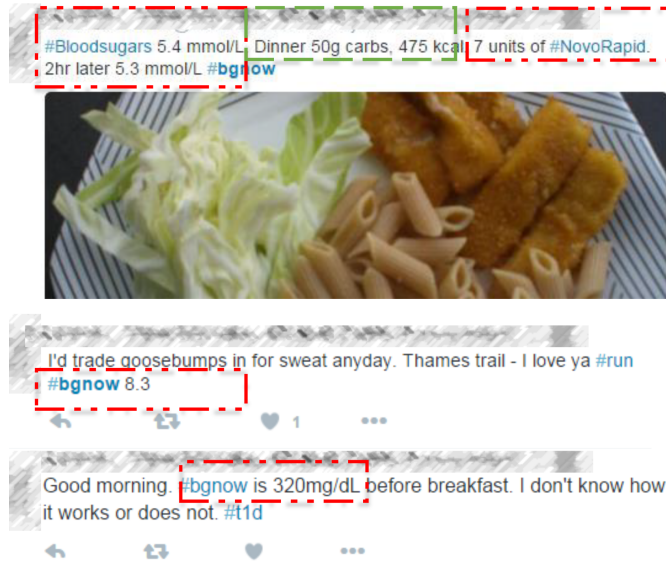 #Bloodsugars 5.4 mmol/L Dinner 50g carbs, 475 kcal 7 units of #NovoRapid.
2hr later 5.3 mmol/L #bgnow
I'd trade goosebumps in for sweat anyday. Thames trail - I love ya #run
#bgnow 8.3
1
Good morning. #bgnow is 320mg/dL before breakfast. I don't know how
it works or does not. #t1d